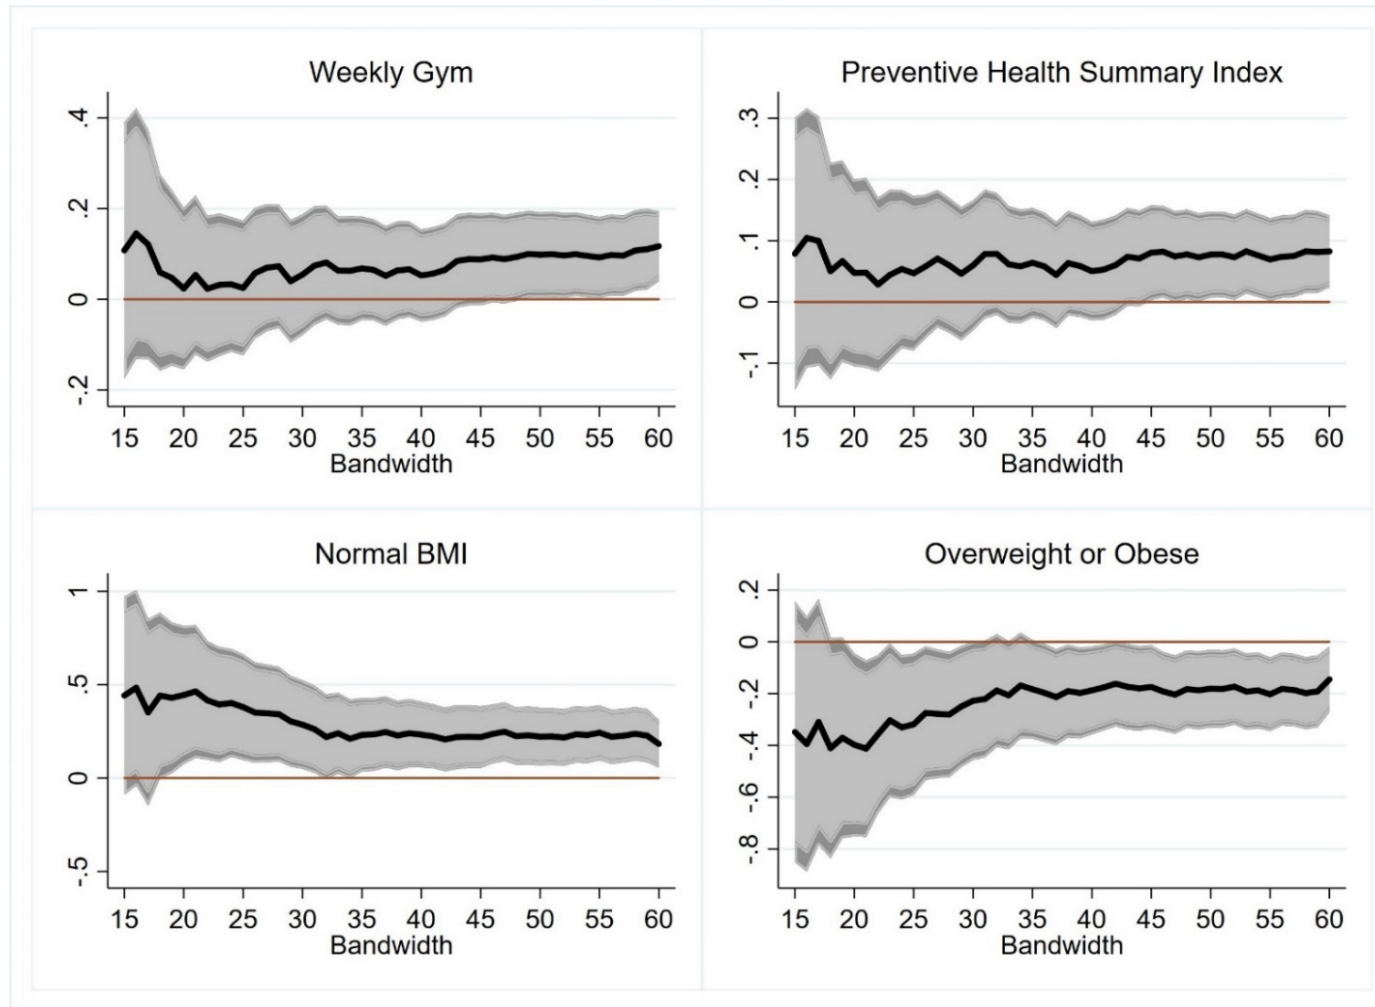 Weekly Gym
.4
.2
0
-.2
15 20 25 30 35 40 45 50 55 60
Bandwidth
Preventive Health Summary Index
.3
.2
.1
0
-.1
15 20 25 30 35 40 45 50 55 60
Bandwidth
Normal BMI
1
.5
0
-.5
15 20 25 30 35 40 45 50 55 60
Bandwidth
Overweight or Obese
.2
0
-.2
-.4
-.6
-.8
15 20 25 30 35 40 45 50 55 60
Bandwidth